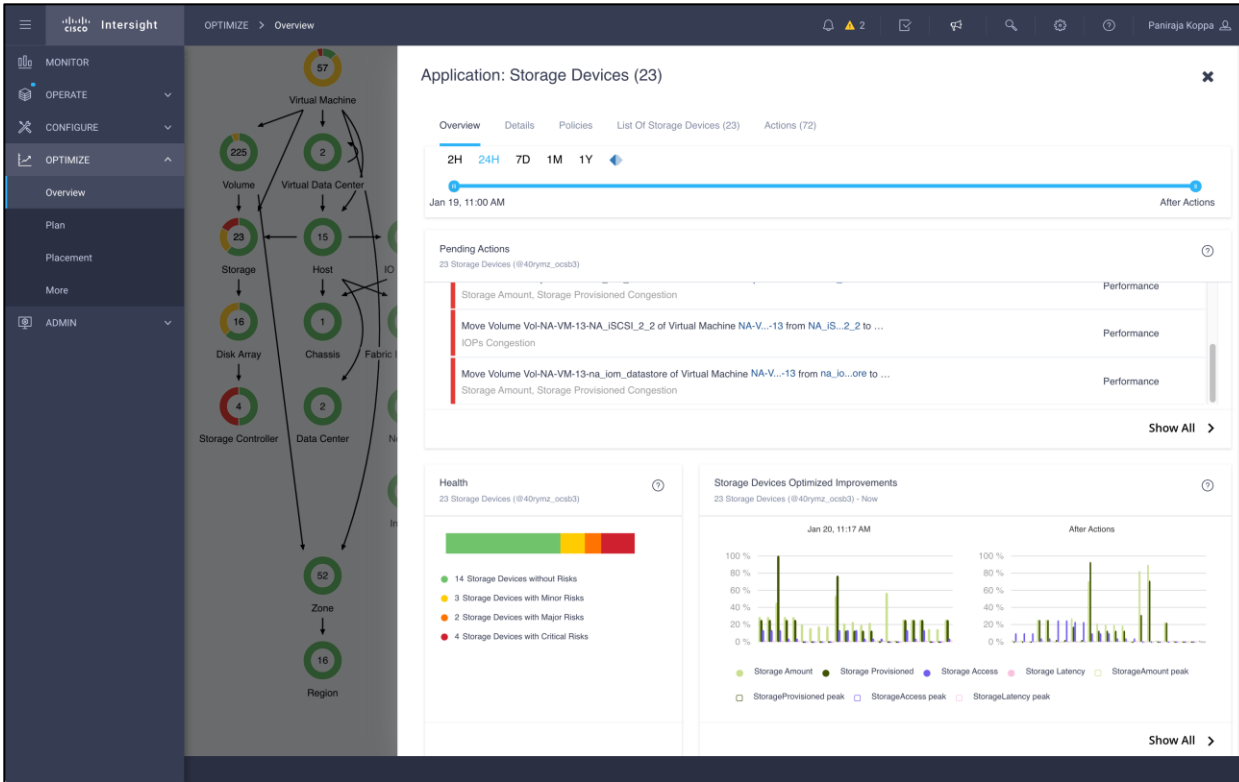 cisco Intersight
OPTIMIZE > Overview
2
Paniraja Koppa
MONITOR
OPERATE
CONFIGURE
OPTIMIZE
Overview
Plan
Placement
More
ADMIN
57
Virtual Machine
225
2
Volume
Virtual Data Center
23
15
Storage
Host
IO
16
1
Disk Array
Chassis
Fabric
4
2
Storage Controller
Data Center
52
Zone
16
Region
Application: Storage Devices (23)
Overview Details Policies List Of Storage Devices (23) Actions (72)
2H 24H 7D 1M 1Y
Jan 19, 11:00 AM
After Actions
Pending Actions
23 Storage Devices (@40rymz_ocsb3)
Performance
Storage Amount, Storage Provisioned Congestion
Move Volume Vol-NA-VM-13-NA_iSCSI_2_2 of Virtual Machine NA-V...-13 from NA_iS...2_2 to ...
Performance
IOPs Congestion
Move Volume Vol-NA-VM-13-na_iom_datastore of Virtual Machine NA-V...-13 from na_io...ore to ...
Performance
Storage Amount, Storage Provisioned Congestion
Show All >
Health
23 Storage Devices (@40rymz_ocsb3)
14 Storage Devices without Risks
3 Storage Devices with Minor Risks
2 Storage Devices with Major Risks
4 Storage Devices with Critical Risks
Storage Devices Optimized Improvements
23 Storage Devices (@40rymz_ocsb3) - Now
Jan 20, 11:17 AM
100 %
80 %
60 %
40 %
20 %
0 %
After Actions
100 %
80 %
60 %
40 %
20 %
0 %
Storage Amount Storage Provisioned Storage Access Storage Latency StorageAmount peak
StorageProvisioned peak StorageAccess peak StorageLatency peak
Show All >